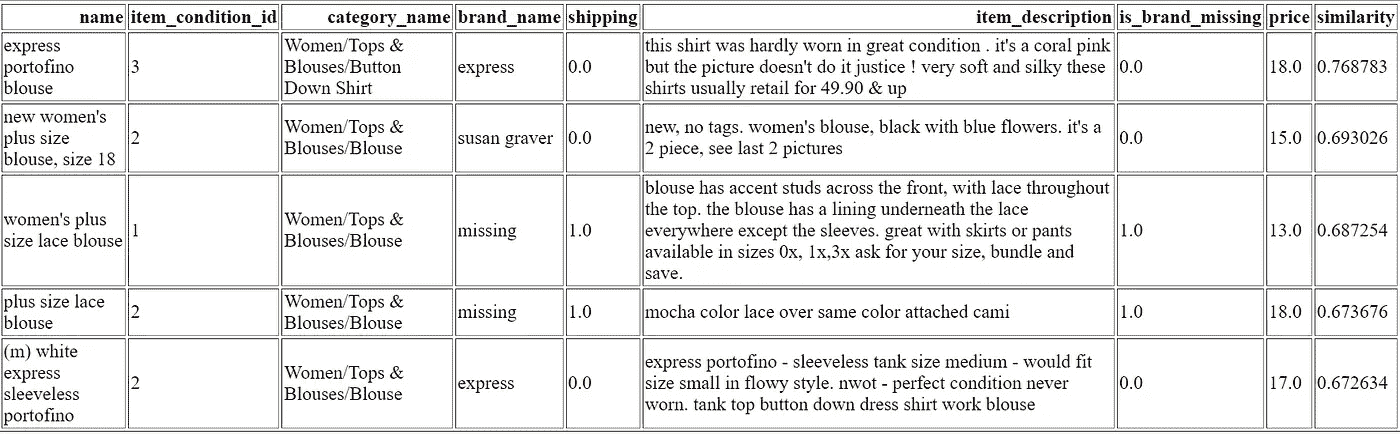 name item_condition_id category_name brand_name shipping item_description is_brand_missing price similarity
express
portofino
blouse
3
Women/Tops &
Blouses/Button
Down Shirt
express
0.0
this shirt was hardly worn in great condition . it's a coral pink
but the picture doesn't do it justice ! very soft and silky these
shirts usually retail for 49.90 & up
0.0
18.0
0.768783
new women's
plus size
blouse, size 18
2
Women/Tops &
Blouses/Blouse
susan graver
0.0
new, no tags. women's blouse, black with blue flowers. it's a
2 piece, see last 2 pictures
0.0
15.0
0.693026
women's plus
size lace blouse
1
Women/Tops &
Blouses/Blouse
missing
1.0
blouse has accent studs across the front, with lace throughout
the top. the blouse has a lining underneath the lace
everywhere except the sleeves. great with skirts or pants
available in sizes 0x, 1x,3x ask for your size, bundle and
save.
1.0
13.0
0.687254
plus size lace
blouse
2
Women/Tops &
Blouses/Blouse
missing
1.0
mocha color lace over same color attached cami
1.0
18.0
0.673676
(m) white
express
sleeveless
portofino
2
Women/Tops &
Blouses/Blouse
express
0.0
express portofino - sleeveless tank size medium - would fit
size small in flowy style. nwot - perfect condition never
worn. tank top button down dress shirt work blouse
0.0
17.0
0.672634